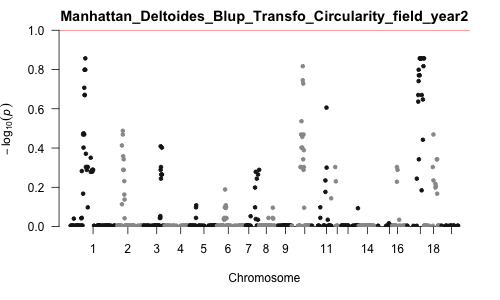 Manhattan_Deltoides_Blup_Transfo_Circularity_field_year2
1.0
0.8
0.6
0.4
0.2
0.0
− log10(p)
1 2 3 4 5 6 7 8 9 11 14 16 18
Chromosome